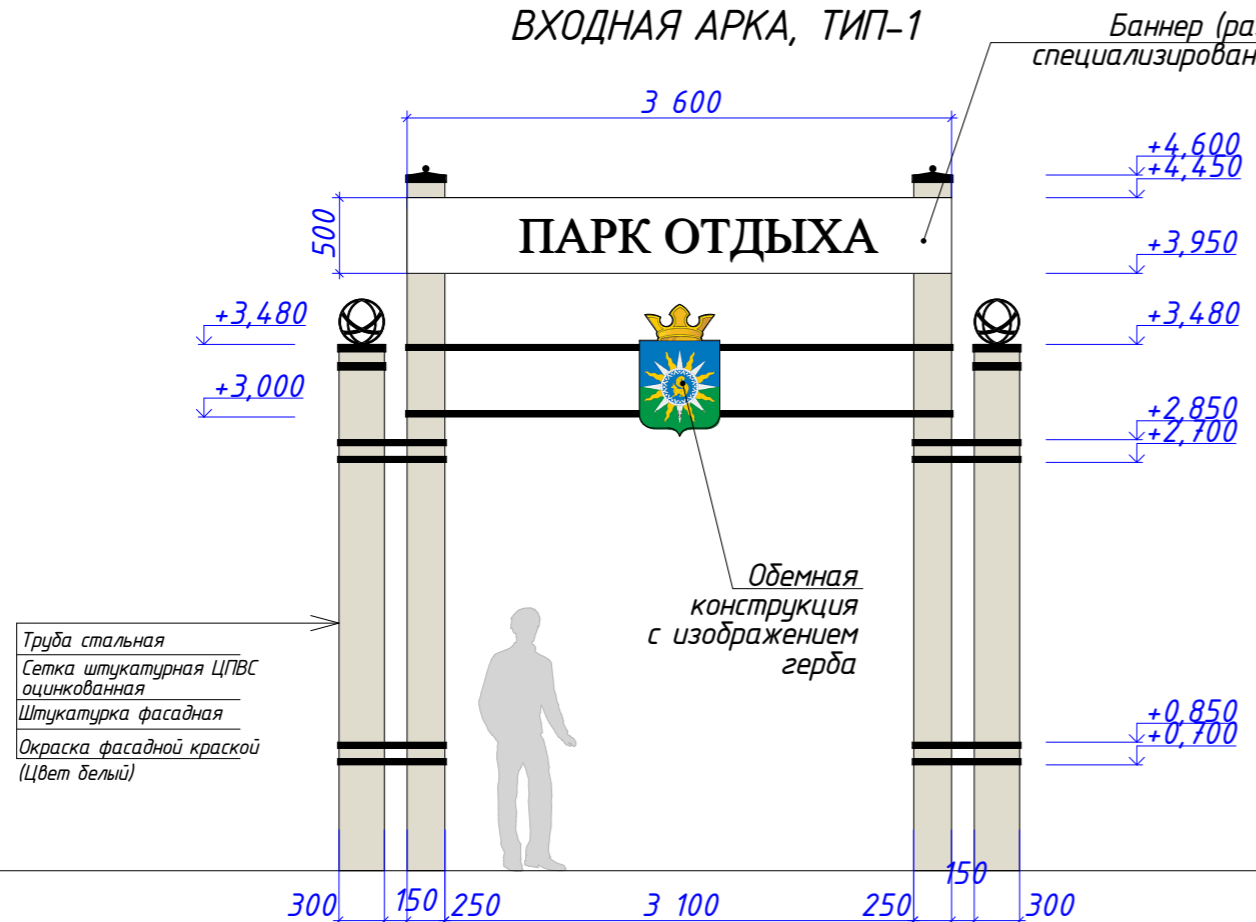 ВХОДНАЯ АРКА, ТИП-1
Баннер
специализирован
3 600
+4,600
+4,450
500
ПАРК ОТДЫХА
+3,950
+3,480
+3,480
+3,000
+2,850
+2,700
Обемная
конструкция
с изображением
герба
Труба стальная
Сетка штукатурная ЦПВС
оцинкованная
Штукатурка фасадная
Окраска фасадной краской
(Цвет белый)
+0,850
+0,700
300 150 250 3 100 250 150 300